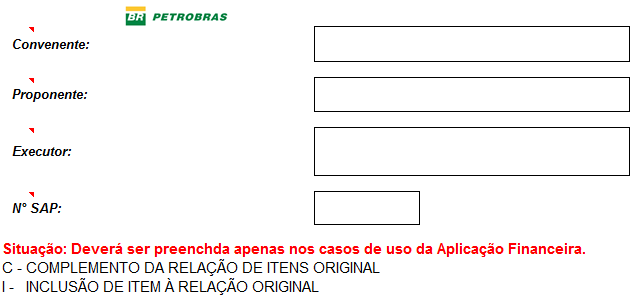 BR PETROBRAS
Convenente:
Proponente:
Executor:
N° SAP:
Situação: Deverá ser preenchda apenas nos casos de uso da Aplicação Financeira.
C - COMPLEMENTO DA RELAÇÃO DE ITENS ORIGINAL
I - INCLUSÃO DE ITEM À RELAÇÃO ORIGINAL